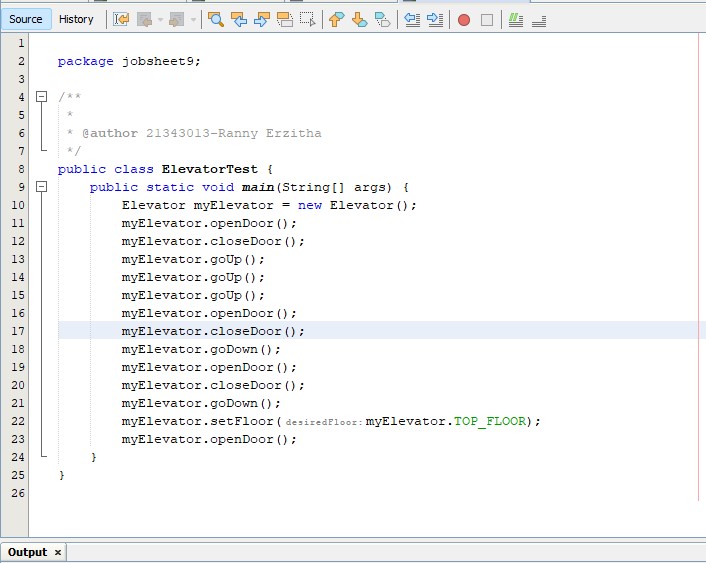 Source History
1
2 package jobsheet9;
3
4 /**
5 *
6 * @author 21343013-Ranny Erzitha
7 */
8 public class ElevatorTest {
9 public static void main(String[] args) {
10 Elevator myElevator = new Elevator();
11 myElevator.openDoor();
12 myElevator.closeDoor();
13 myElevator.goUp();
14 myElevator.goUp();
15 myElevator.goUp();
16 myElevator.openDoor();
17 myElevator.closeDoor();
18 myElevator.goDown();
19 myElevator.openDoor();
20 myElevator.closeDoor();
21 myElevator.goDown();
22 myElevator.setFloor( desiredFloor: myElevator.TOP_FLOOR);
23 myElevator.openDoor();
24 }
25 }
26
Output ×